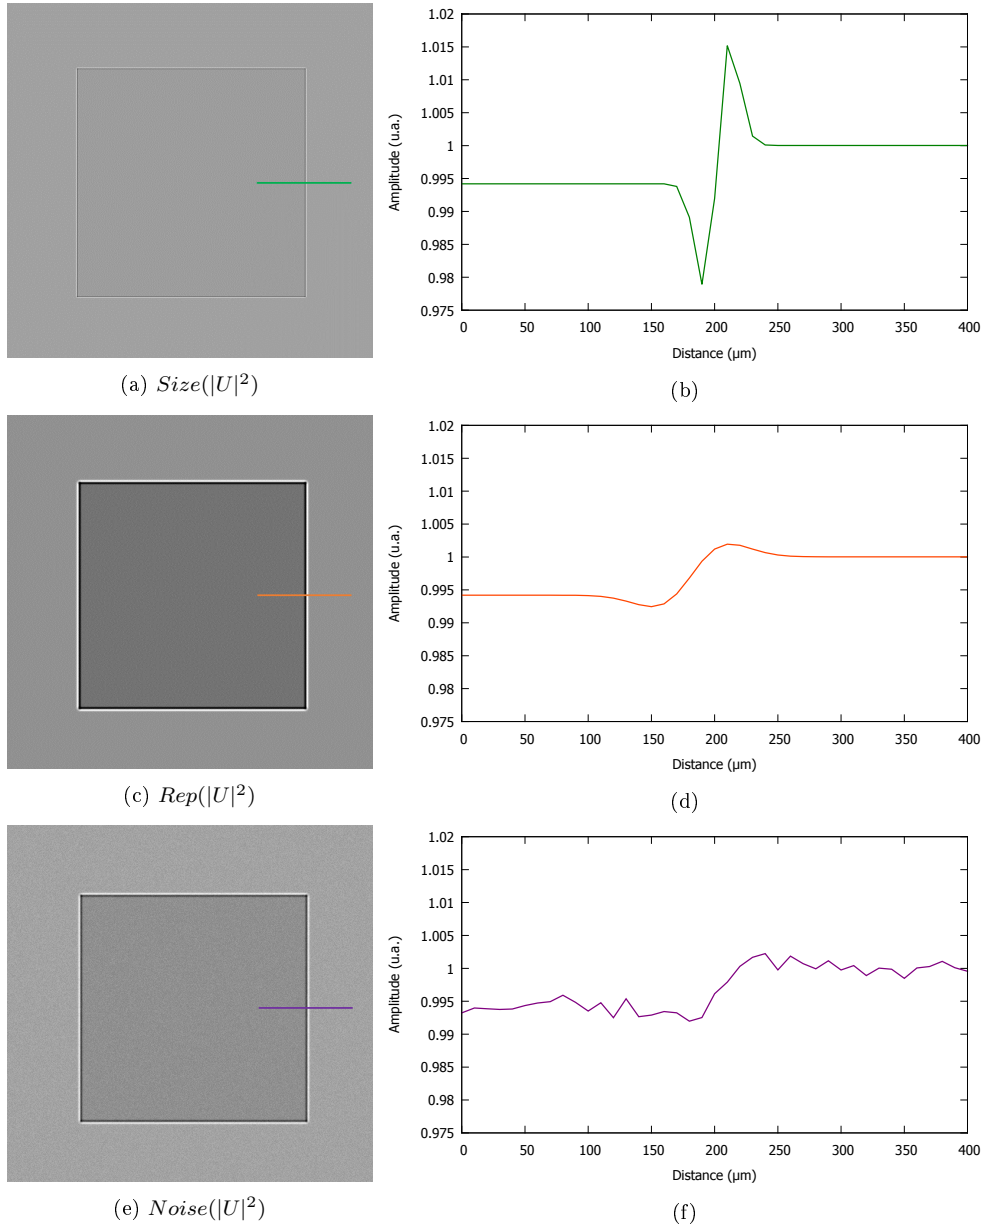 1.02
1.015
1.01
1.005
1
0.995
0.99
0.985
0.98
0.975
Amplitude (u.a.)
0 50 100 150 200 250 300 350 400
Distance (µm)
(a) Size(|U|²)
(b)
1.02
1.015
1.01
1.005
1
0.995
0.99
0.985
0.98
0.975
Amplitude (u.a.)
0 50 100 150 200 250 300 350 400
Distance (µm)
(c) Rep(|U|²)
(d)
1.02
1.015
1.01
1.005
1
0.995
0.99
0.985
0.98
0.975
Amplitude (u.a.)
0 50 100 150 200 250 300 350 400
Distance (µm)
(e) Noise(|U|²)
(f)